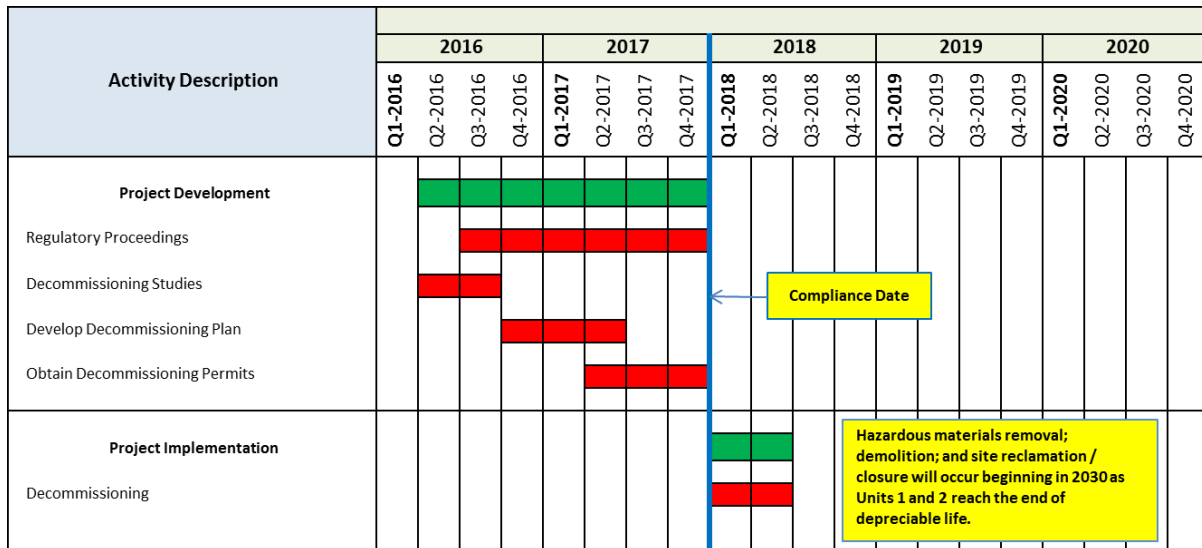 Activity Description
2016 2017 2018 2019 2020
Q1-2016 Q2-2016 Q3-2016 Q4-2016 Q1-2017 Q2-2017 Q3-2017 Q4-2017 Q1-2018 Q2-2018 Q3-2018 Q4-2018 Q1-2019 Q2-2019 Q3-2019 Q4-2019 Q1-2020 Q2-2020 Q3-2020 Q4-2020
Project Development
Regulatory Proceedings
Decommissioning Studies
Compliance Date
Develop Decommissioning Plan
Obtain Decommissioning Permits
Project Implementation
Decommissioning
Hazardous materials removal;
demolition; and site reclamation /
closure will occur beginning in 2030 as
Units 1 and 2 reach the end of
depreciable life.